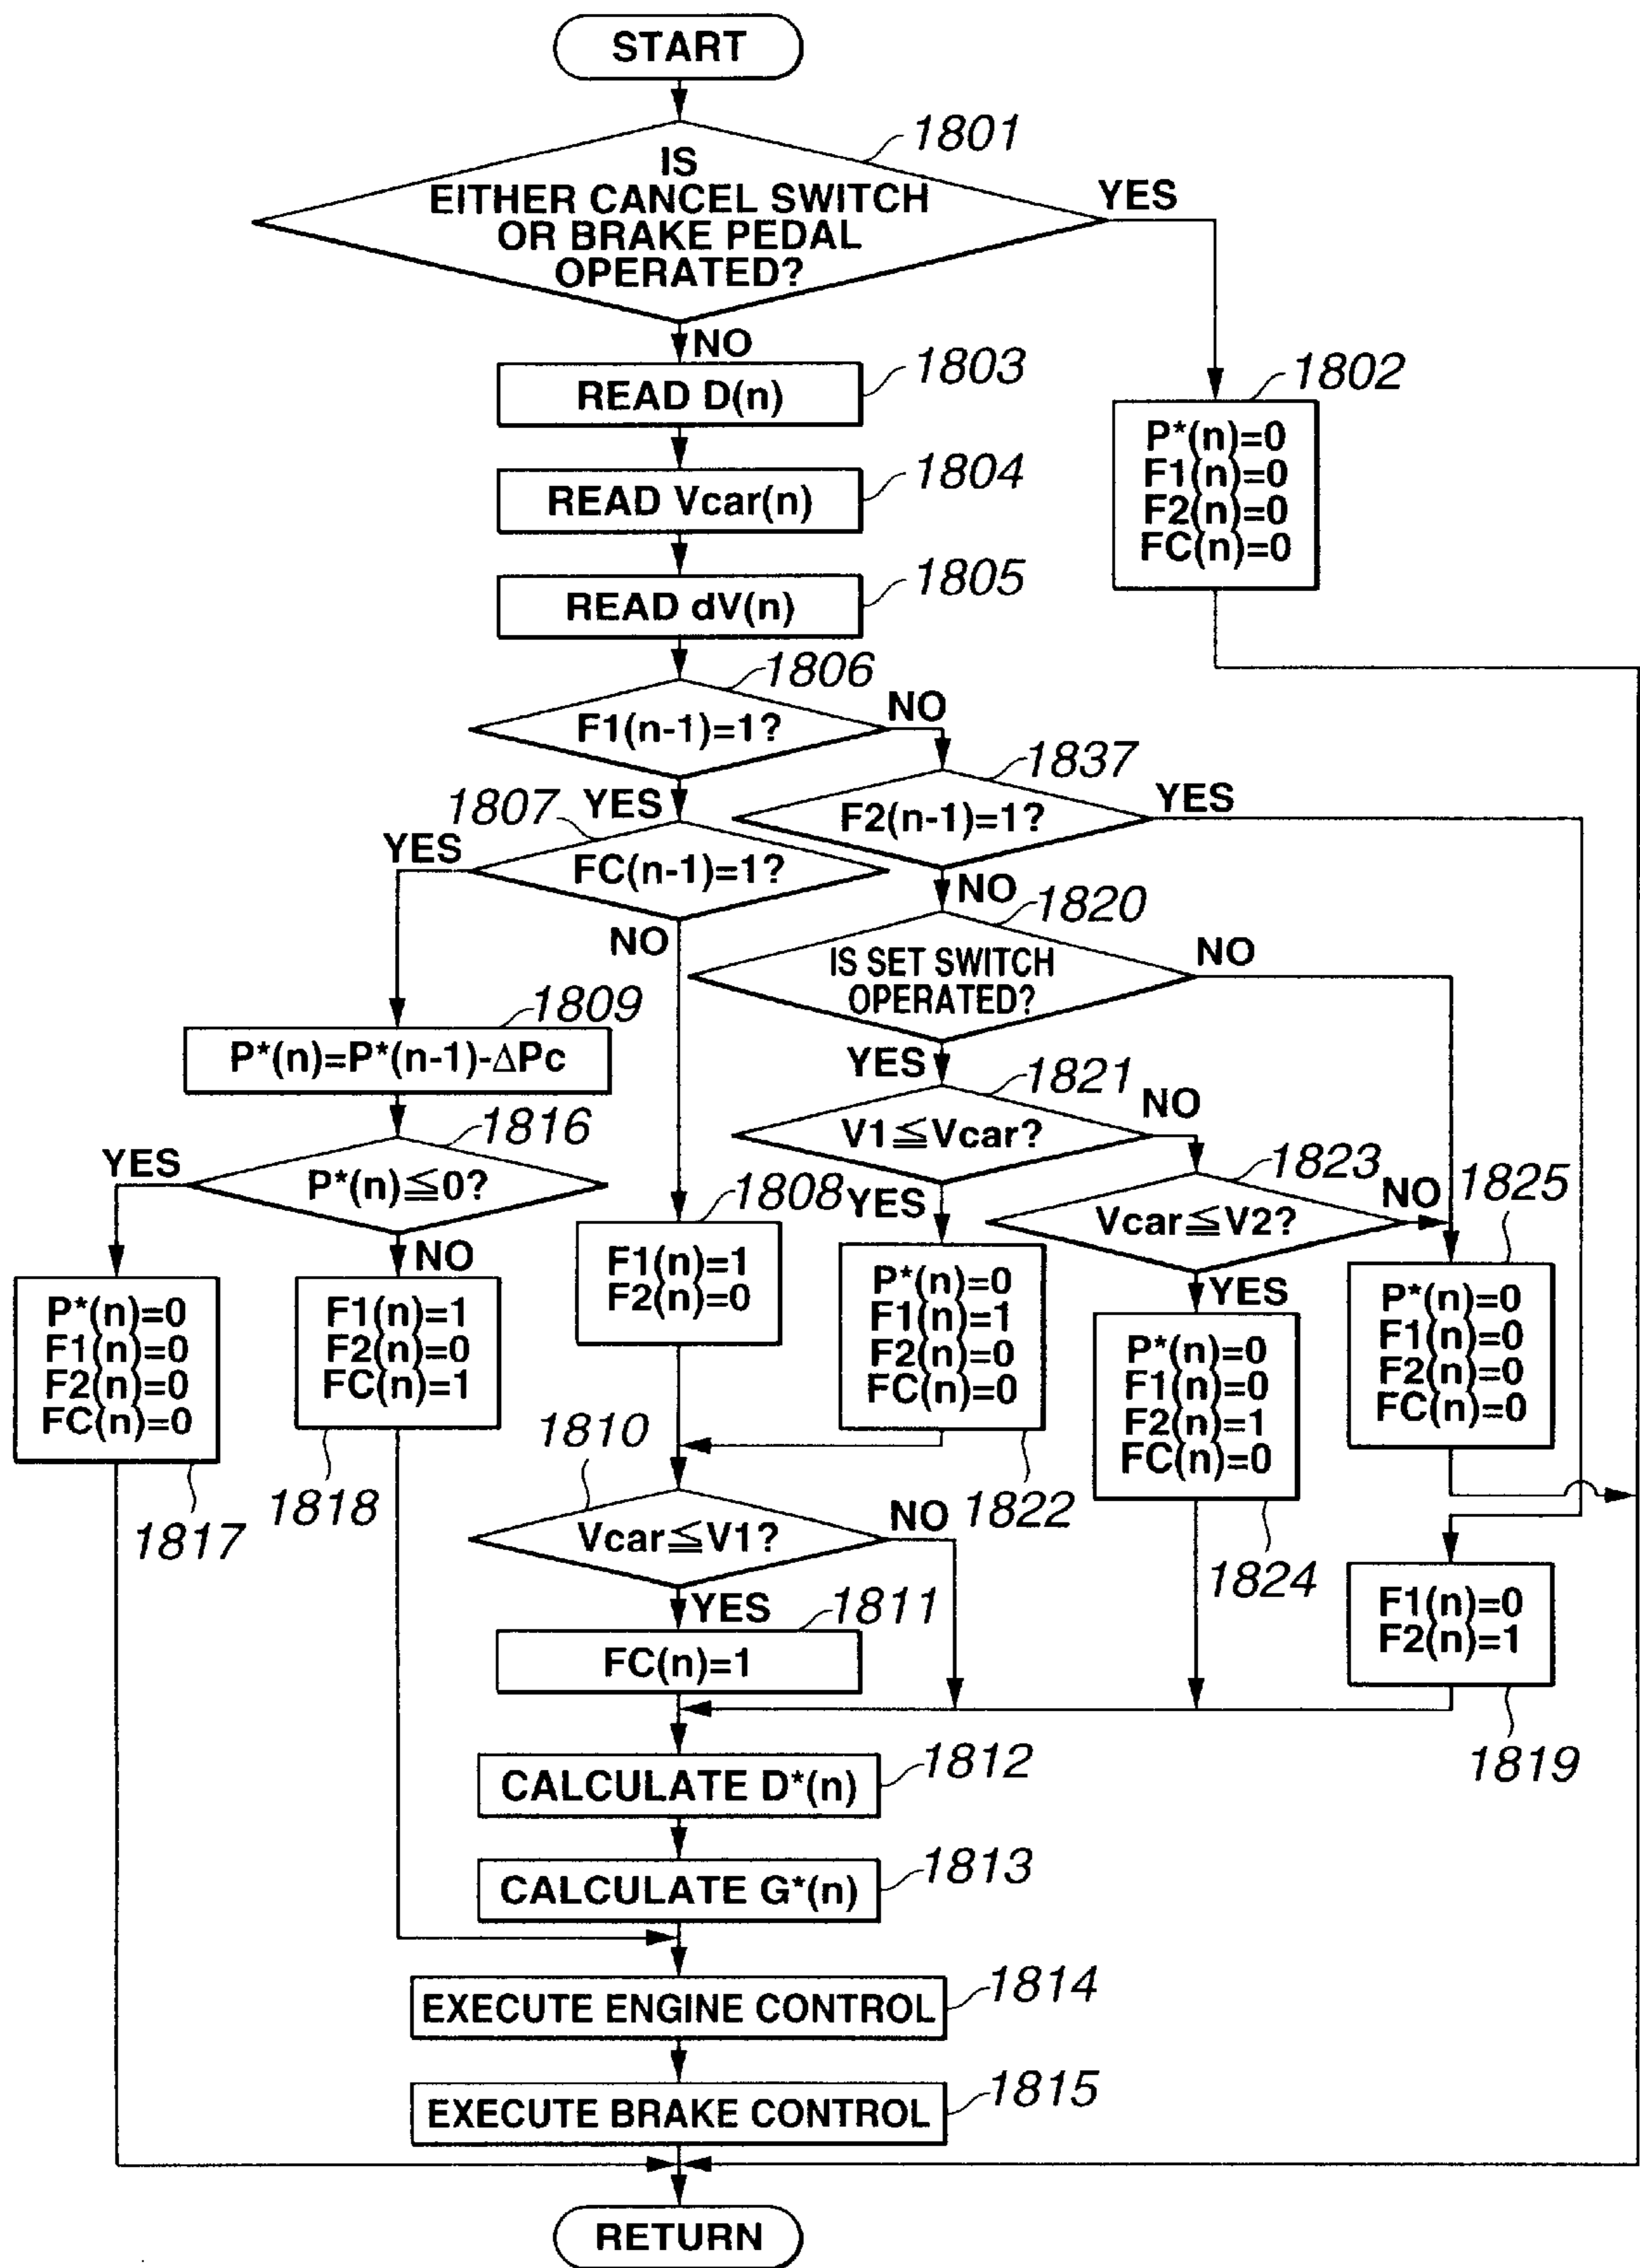 START
1801
IS
EITHER CANCEL SWITCH
OR BRAKE PEDAL
OPERATED?
YES
NO
1802
P*(n)=0
F1(n)=0
F2(n)=0
FC(n)=0
1803
READ D(n)
1804
READ Vcar(n)
1805
READ dV(n)
1806
F1(n-1)=1?
NO
YES
1837
F2(n-1)=1?
YES
NO
1807
FC(n-1)=1?
YES
NO
1820
IS SET SWITCH
OPERATED?
NO
YES
1809
P*(n)=P*(n-1)-ΔPc
1821
V1≦Vcar?
NO
YES
1816
P*(n)≦0?
YES
NO
1808
F1(n)=1
F2(n)=0
1823
Vcar≦V2?
NO
YES
1825
P*(n)=0
F1(n)=0
F2(n)=0
FC(n)=0
P*(n)=0
F1(n)=0
F2(n)=0
FC(n)=0
1817
F1(n)=1
F2(n)=0
FC(n)=1
1818
P*(n)=0
F1(n)=1
F2(n)=0
FC(n)=0
1822
P*(n)=0
F1(n)=0
F2(n)=1
FC(n)=0
1824
1810
Vcar≦V1?
NO
YES
1811
FC(n)=1
F1(n)=0
F2(n)=1
1819
1812
CALCULATE D*(n)
1813
CALCULATE G*(n)
1814
EXECUTE ENGINE CONTROL
1815
EXECUTE BRAKE CONTROL
RETURN